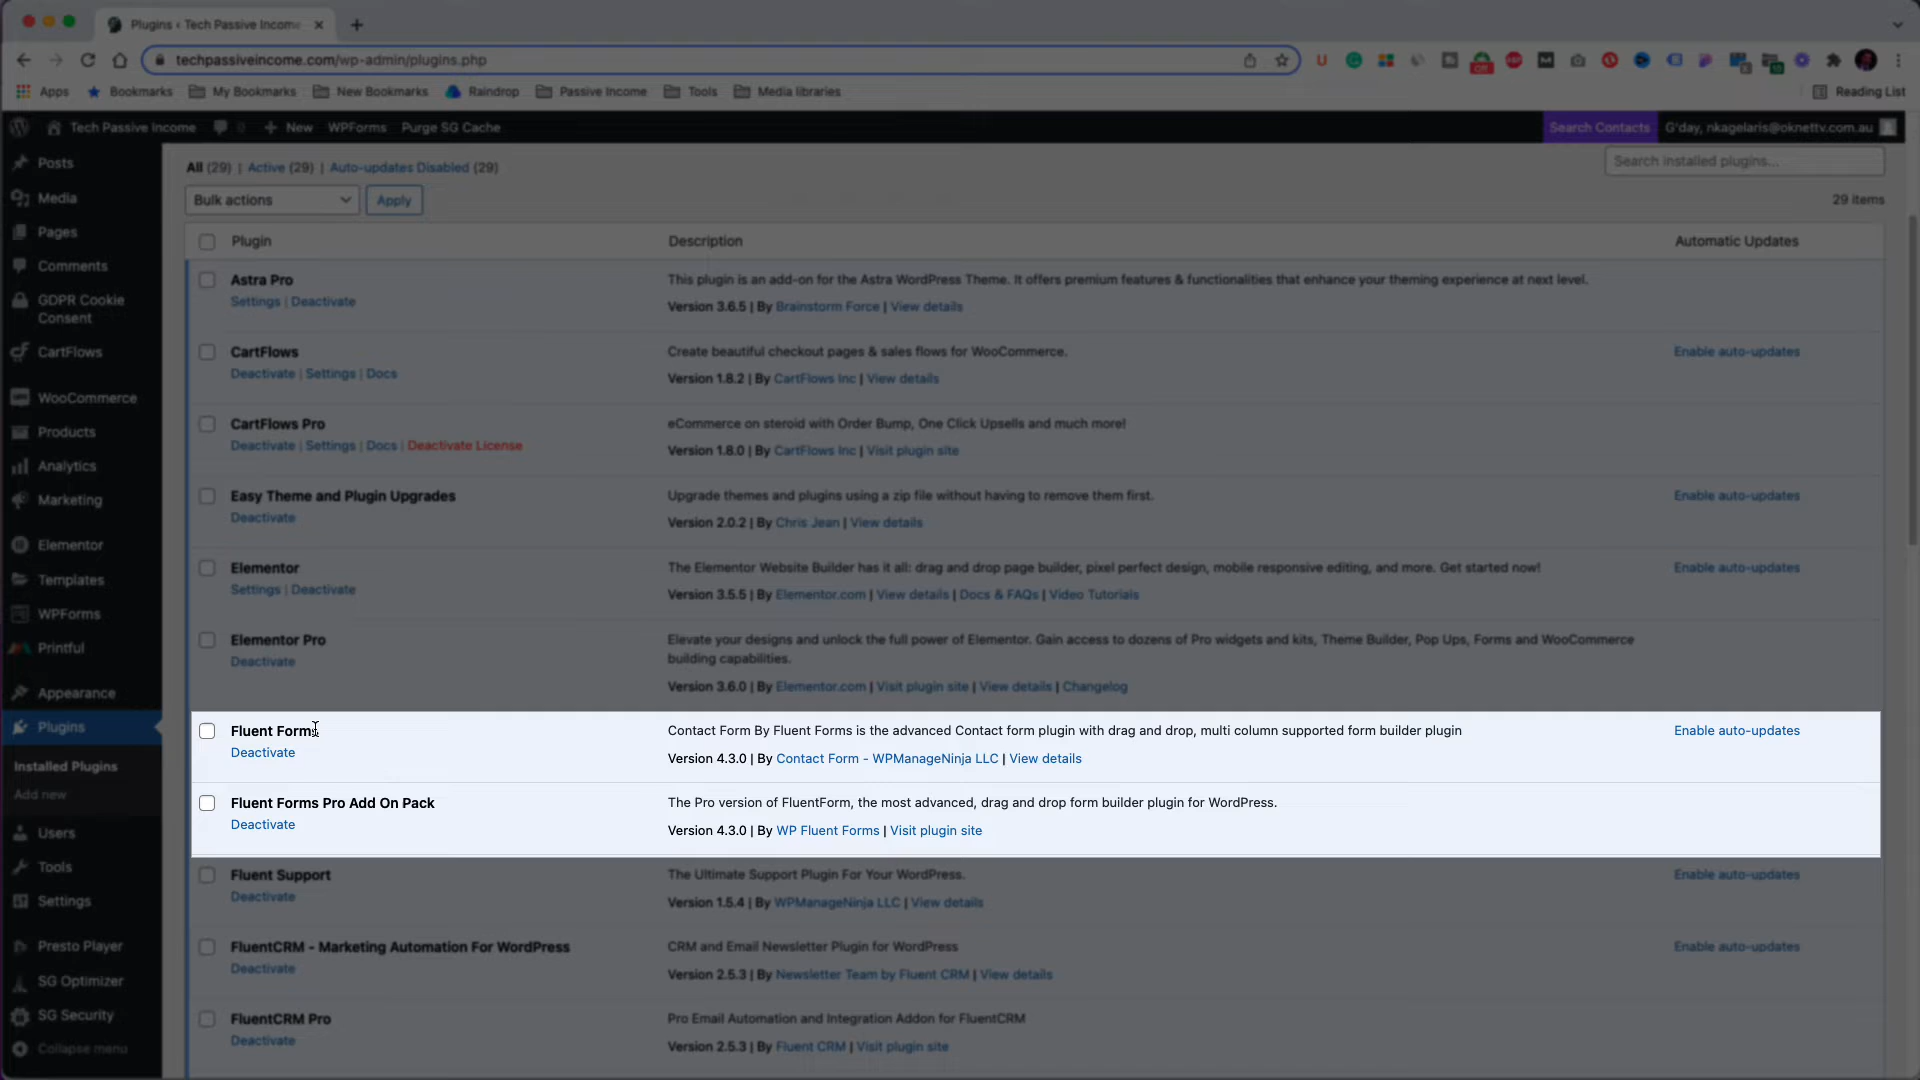 Plugins ‹ Tech Passive Income
techpassiveincome.com/wp-admin/plugins.php
Apps
Bookmarks
My Bookmarks
New Bookmarks
Raindrop
Passive Income
Tools
Media libraries
Reading List
Tech Passive Income
0
New
WPForms
Purge SG Cache
Search Contacts
G'day, nkagelaris@oknettv.com.au
Posts
Media
Pages
Comments
GDPR Cookie
Consent
CartFlows
WooCommerce
Products
Analytics
Marketing
Elementor
Templates
WPForms
Printful
Appearance
Plugins
Installed Plugins
Add new
Users
Tools
Settings
Presto Player
SG Optimizer
SG Security
Collapse menu
All (29) | Active (29) | Auto-updates Disabled (29)
Search installed plugins...
Bulk actions
Apply
29 items
Plugin Description Automatic Updates
Astra Pro
Settings | Deactivate
This plugin is an add-on for the Astra WordPress Theme. It offers premium features & functionalities that enhance your theming experience at next level.
Version 3.6.5 | By Brainstorm Force | View details
CartFlows
Deactivate | Settings | Docs
Create beautiful checkout pages & sales flows for WooCommerce.
Version 1.8.2 | By CartFlows Inc | View details
Enable auto-updates
CartFlows Pro
Deactivate | Settings | Docs | Deactivate License
eCommerce on steroid with Order Bump, One Click Upsells and much more!
Version 1.8.0 | By CartFlows Inc | Visit plugin site
Easy Theme and Plugin Upgrades
Deactivate
Upgrade themes and plugins using a zip file without having to remove them first.
Version 2.0.2 | By Chris Jean | View details
Enable auto-updates
Elementor
Settings | Deactivate
The Elementor Website Builder has it all: drag and drop page builder, pixel perfect design, mobile responsive editing, and more. Get started now!
Version 3.5.5 | By Elementor.com | View details | Docs & FAQs | Video Tutorials
Enable auto-updates
Elementor Pro
Deactivate
Elevate your designs and unlock the full power of Elementor. Gain access to dozens of Pro widgets and kits, Theme Builder, Pop Ups, Forms and WooCommerce
building capabilities.
Version 3.6.0 | By Elementor.com | Visit plugin site | View details | Changelog
Fluent Forms
Deactivate
Contact Form By Fluent Forms is the advanced Contact form plugin with drag and drop, multi column supported form builder plugin
Version 4.3.0 | By Contact Form - WPManageNinja LLC | View details
Enable auto-updates
Fluent Forms Pro Add On Pack
Deactivate
The Pro version of FluentForm, the most advanced, drag and drop form builder plugin for WordPress.
Version 4.3.0 | By WP Fluent Forms | Visit plugin site
Fluent Support
Deactivate
The Ultimate Support Plugin For Your WordPress.
Version 1.5.4 | By WPManageNinja LLC | View details
Enable auto-updates
FluentCRM - Marketing Automation For WordPress
Deactivate
CRM and Email Newsletter Plugin for WordPress
Version 2.5.3 | By Newsletter Team by Fluent CRM | View details
Enable auto-updates
FluentCRM Pro
Deactivate
Pro Email Automation and Integration Addon for FluentCRM
Version 2.5.3 | By Fluent CRM | Visit plugin site